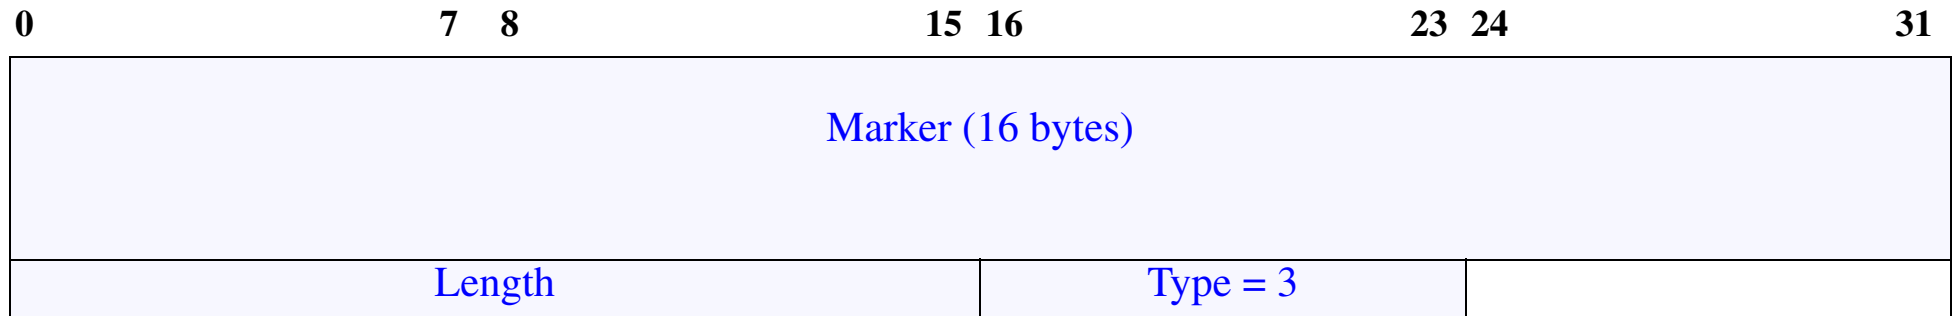 0 7 8 15 16 23 24 31
Marker (16 bytes)
Length Type = 3